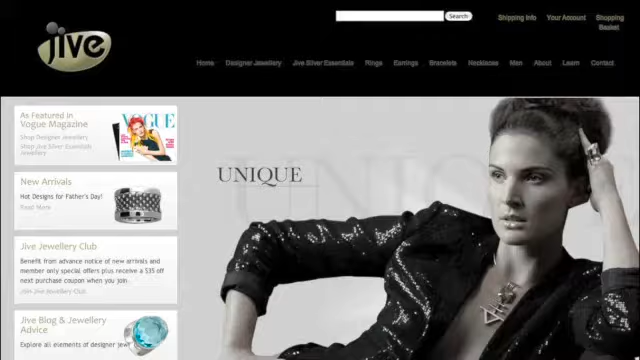 jive
Search
Shipping Info
Your Account
Shopping
Basket
Home
Designer Jewellery
Jive Silver Essentials
Rings
Earrings
Bracelets
Necklaces
Men
About
Learn
Contact
As Featured in
Vogue Magazine
Shop Designer Jewellery
Shop Jive Silver Essentials
Jewellery
VOGUE
New Arrivals
Hot Designs for Father's Day!
Read More
Jive Jewellery Club
Benefit from advance notice of new arrivals and
member only special offers plus receive a $35 off
next purchase coupon when you join.
Join Jive Jewellery Club
Jive Blog & Jewellery
Advice
Explore all elements of designer jewe
UNIQUE
UNIQUE